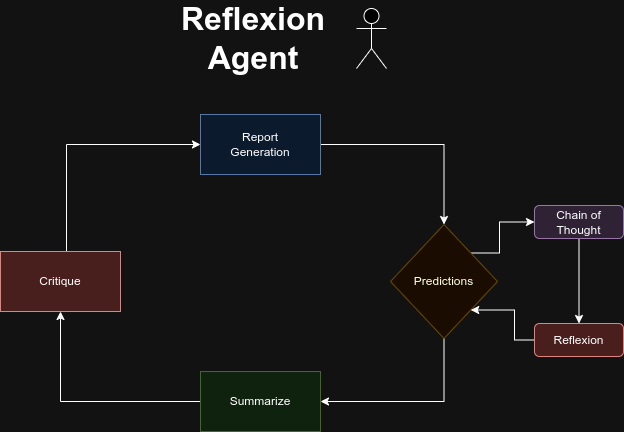 Reflexion
Agent
Report
Generation
Chain of
Thought
Critique
Predictions
Reflexion
Summarize